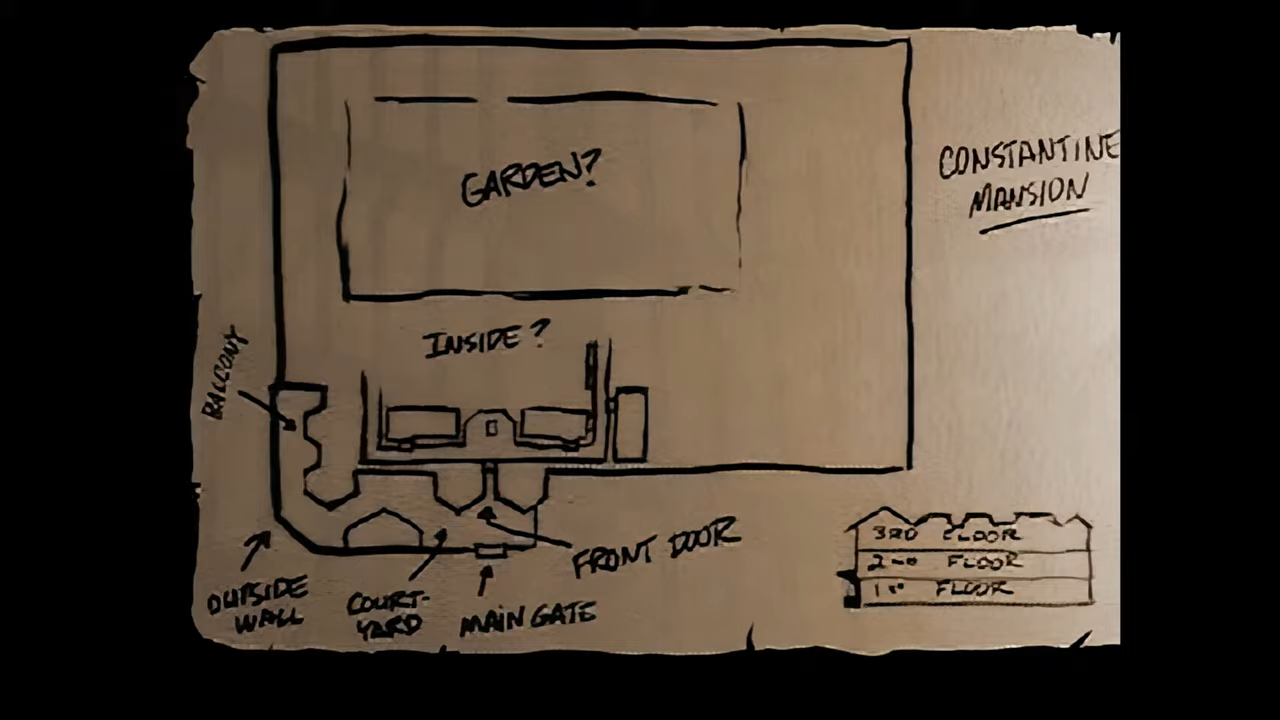 GARDEN?
CONSTANTINE
MANSION
INSIDE?
BALCONY
FRONT DOOR
3RD FLOOR
2ND FLOOR
1ST FLOOR
OUTSIDE
WALL
COURT-
YARD
MAIN GATE